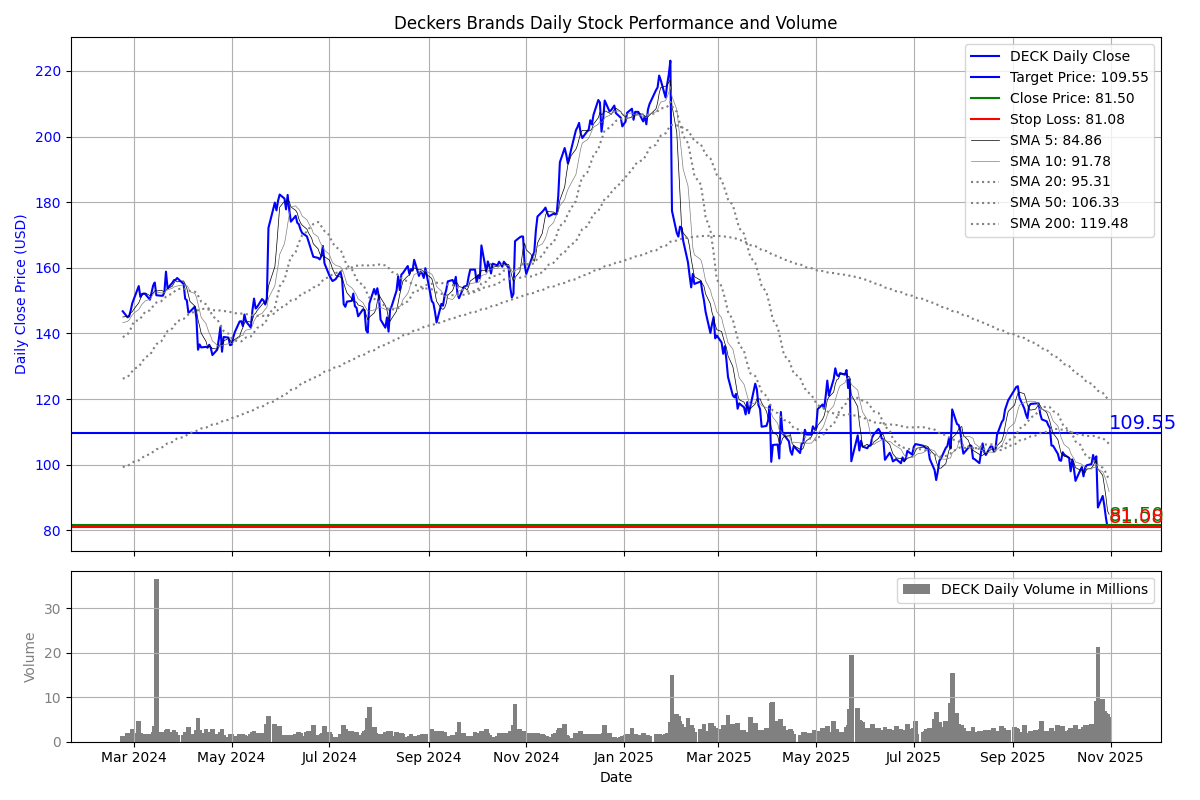 Deckers Brands Daily Stock Performance and Volume
Daily Close Price (USD)
220
200
180
160
140
120
100
80
DECK Daily Close
Target Price: 109.55
Close Price: 81.50
Stop Loss: 81.08
SMA 5: 84.86
SMA 10: 91.78
SMA 20: 95.31
SMA 50: 106.33
SMA 200: 119.48
109.55
81.50
81.08
Volume
30
20
10
0
DECK Daily Volume in Millions
Mar 2024 May 2024 Jul 2024 Sep 2024 Nov 2024 Jan 2025 Mar 2025 May 2025 Jul 2025 Sep 2025 Nov 2025
Date